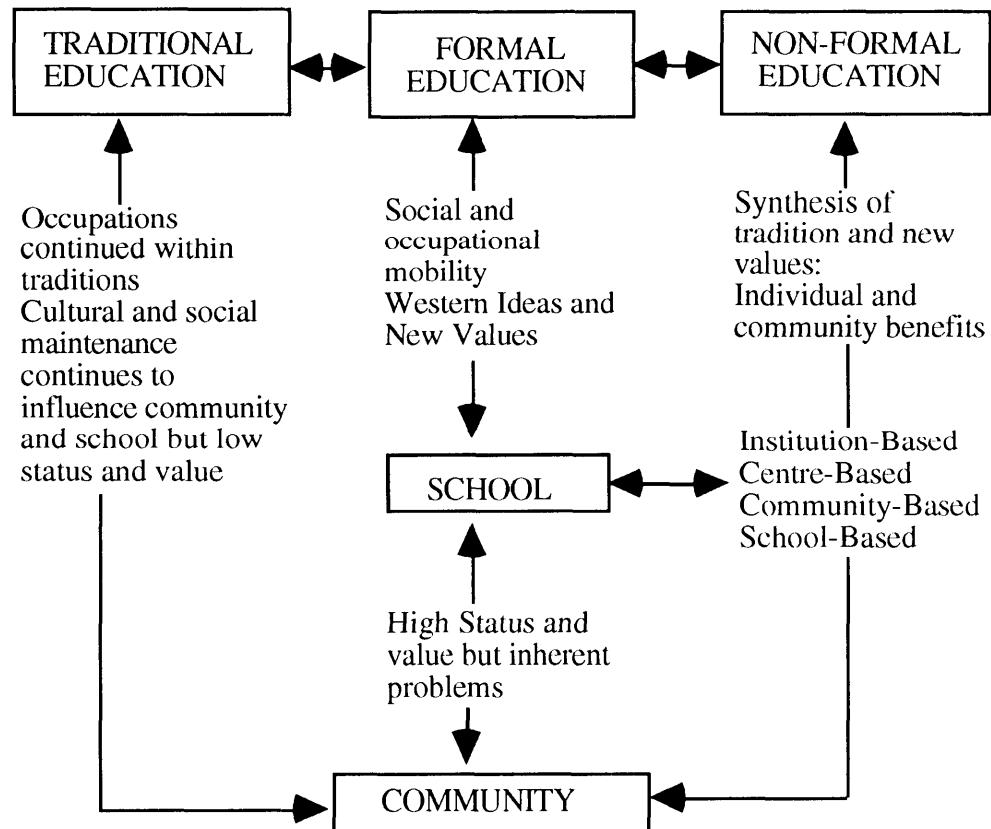 TRADITIONAL
EDUCATION
FORMAL
EDUCATION
NON-FORMAL
EDUCATION
Occupations
continued within
traditions
Cultural and social
maintenance
continues to
influence community
and school but low
status and value
Social and
occupational
mobility
Western Ideas and
New Values
Synthesis of
tradition and new
values:
Individual and
community benefits
SCHOOL
Institution-Based
Centre-Based
Community-Based
School-Based
High Status and
value but inherent
problems
COMMUNITY